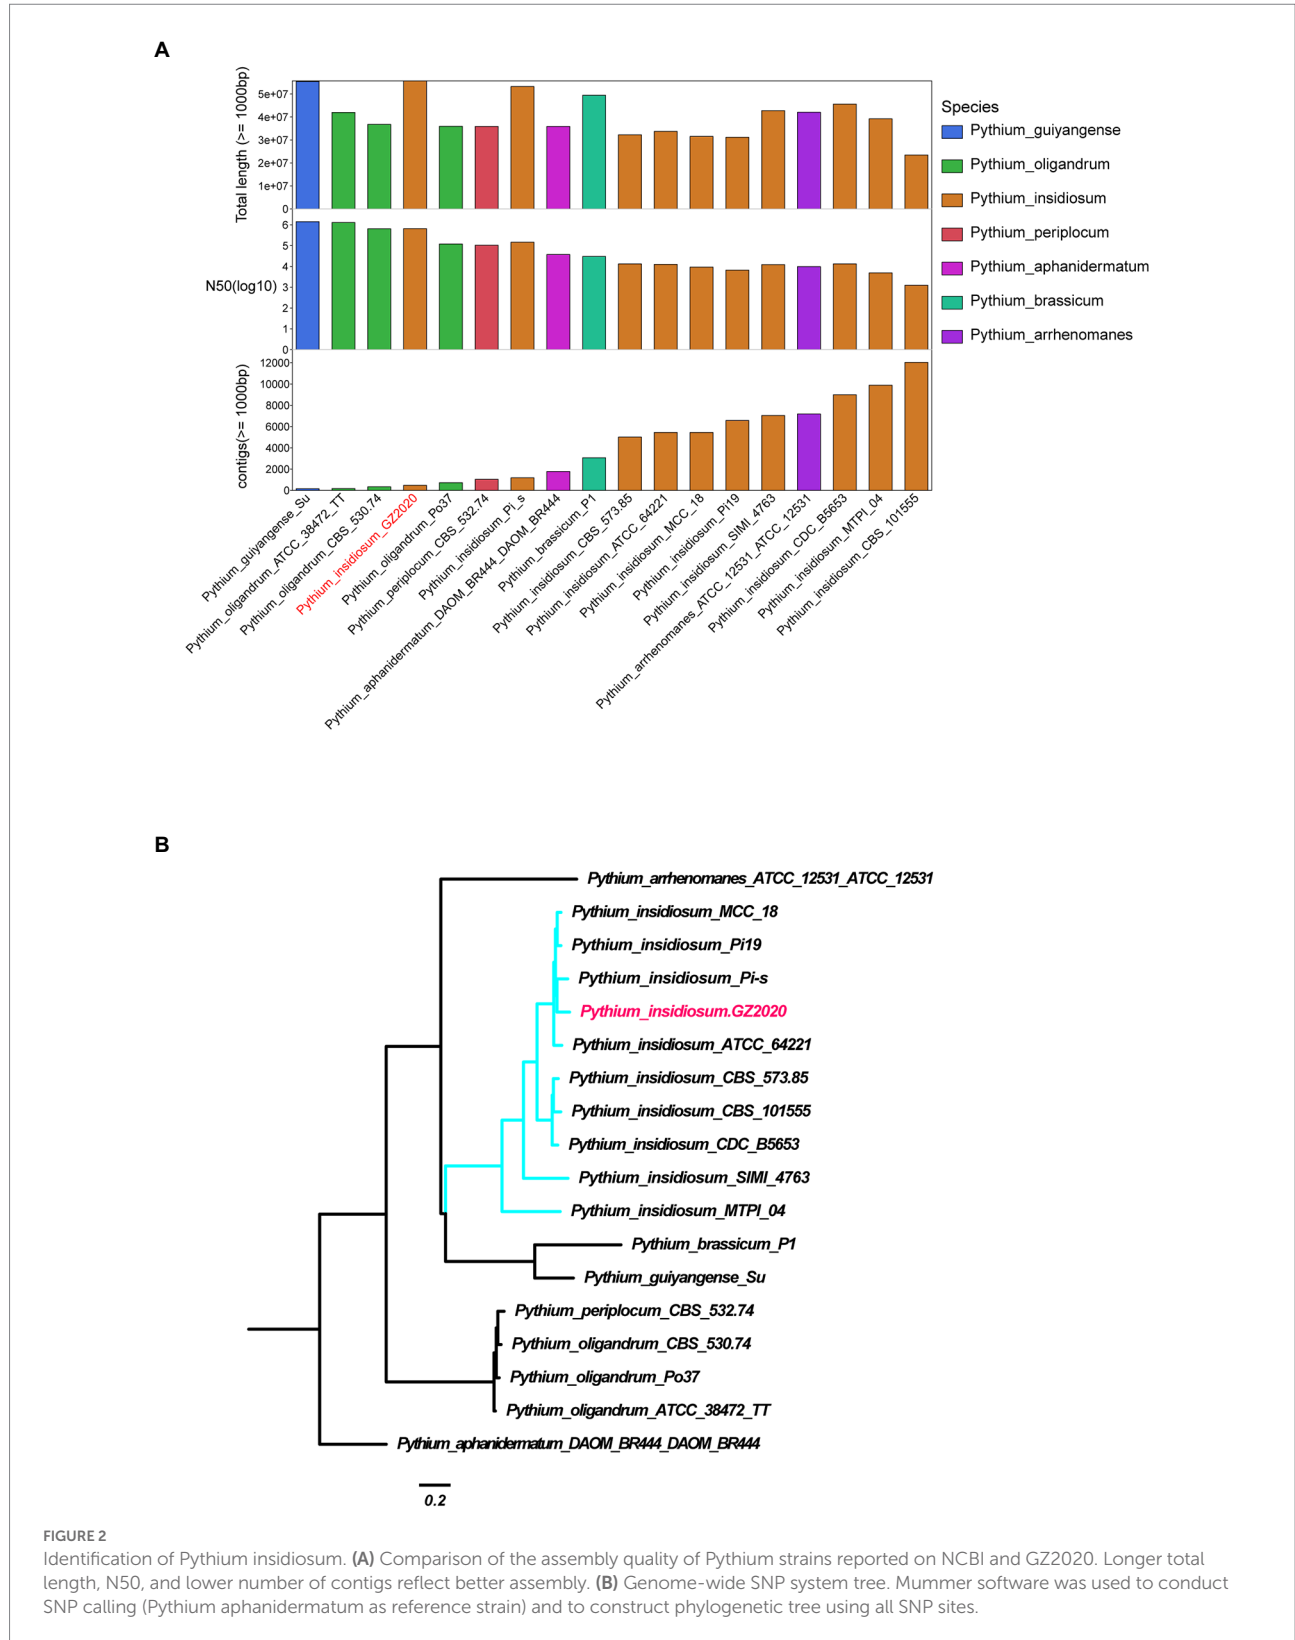 A
Total length (>= 1000bp)
5e+07
4e+07
3e+07
2e+07
1e+07
0
N50(log10)
6
5
4
3
2
1
0
contigs(>= 1000bp)
12000
10000
8000
6000
4000
2000
0
Pythium_guiyangense_Su
Pythium_oligandrum_ATCC_38472_TT
Pythium_oligandrum_CBS_530.74
Pythium_insidiosum_GZ2020
Pythium_oligandrum_Po37
Pythium_periplocum_CBS_532.74
Pythium_insidiosum_Pi_s
Pythium_aphanidermatum_DAOM_BR444_DAOM_BR444
Pythium_brassicum_P1
Pythium_insidiosum_CBS_573.85
Pythium_insidiosum_ATCC_64221
Pythium_insidiosum_MCC_18
Pythium_insidiosum_Pi19
Pythium_insidiosum_SIMI_4763
Pythium_arrhenomanes_ATCC_12531_ATCC_12531
Pythium_insidiosum_CDC_B5653
Pythium_insidiosum_MTPI_04
Pythium_insidiosum_CBS_101555
Species
Pythium_guiyangense
Pythium_oligandrum
Pythium_insidiosum
Pythium_periplocum
Pythium_aphanidermatum
Pythium_brassicum
Pythium_arrhenomanes
B
Pythium_arrhenomanes_ATCC_12531_ATCC_12531
Pythium_insidiosum_MCC_18
Pythium_insidiosum_Pi19
Pythium_insidiosum_Pi-s
Pythium_insidiosum.GZ2020
Pythium_insidiosum_ATCC_64221
Pythium_insidiosum_CBS_573.85
Pythium_insidiosum_CBS_101555
Pythium_insidiosum_CDC_B5653
Pythium_insidiosum_SIMI_4763
Pythium_insidiosum_MTPI_04
Pythium_brassicum_P1
Pythium_guiyangense_Su
Pythium_periplocum_CBS_532.74
Pythium_oligandrum_CBS_530.74
Pythium_oligandrum_Po37
Pythium_oligandrum_ATCC_38472_TT
Pythium_aphanidermatum_DAOM_BR444_DAOM_BR444
0.2
FIGURE 2
Identification of Pythium insidiosum. (A) Comparison of the assembly quality of Pythium strains reported on NCBI and GZ2020. Longer total
length, N50, and lower number of contigs reflect better assembly. (B) Genome-wide SNP system tree. Mummer software was used to conduct
SNP calling (Pythium aphanidermatum as reference strain) and to construct phylogenetic tree using all SNP sites.